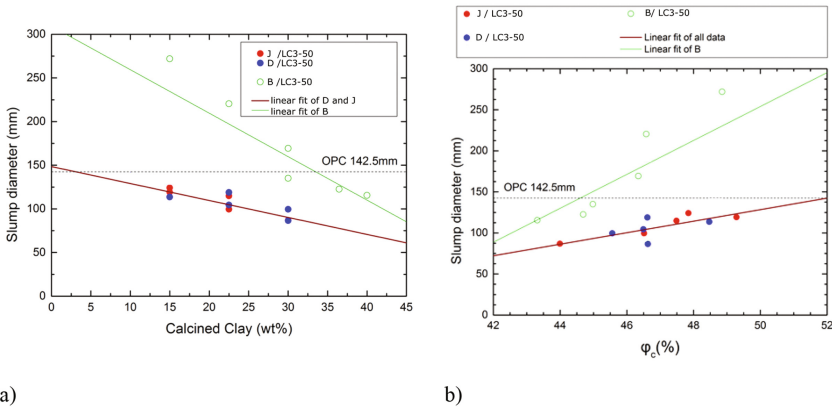 300
250
200
150
100
50
0
Slump diameter (mm)
J /LC3-50
D /LC3-50
B /LC3-50
linear fit of D and J
linear fit of B
OPC 142.5mm
0 5 10 15 20 25 30 35 40 45
Calcined Clay (wt%)
a)
J / LC3-50
B/ LC3-50
D / LC3-50
Linear fit of all data
Linear fit of B
300
250
200
150
100
50
0
Slump diameter (mm)
OPC 142.5mm
42 44 46 48 50 52
φc(%)
b)